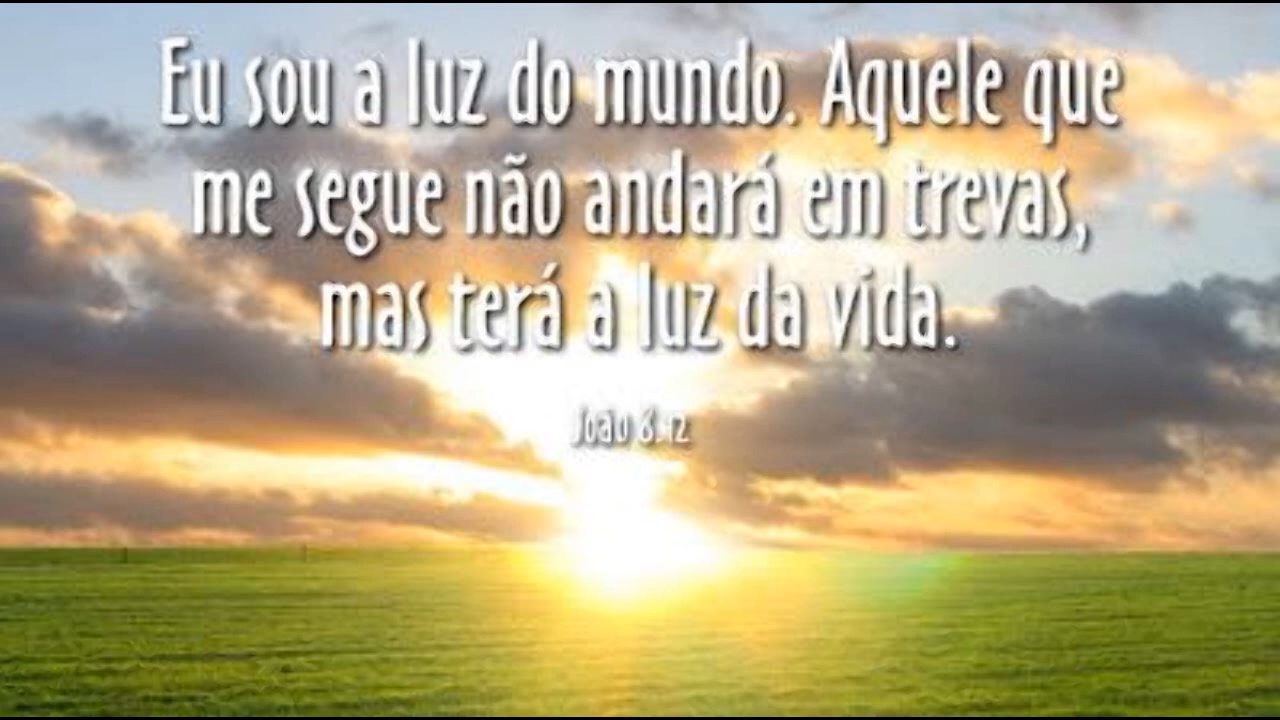 Eu sou a luz do mundo. Aquele que
me segue não andará em trevas,
mas terá a luz da vida.
João 8.12